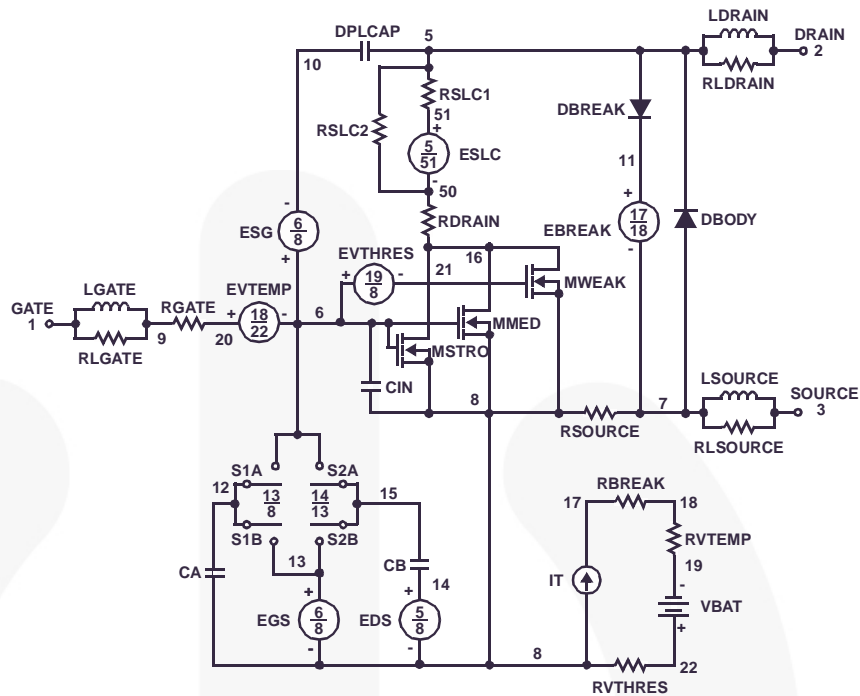 LDRAIN
DPLCAP 5 DRAIN
2
10
RLDRAIN
RSLC1
51
DBREAK
RSLC2
+
5
51
ESLC
-
50
11
-
+
ESG
6
8
+
RDRAIN
EBREAK
17
18
DBODY
EVTHRES
16
-
+
19
8
-
21
MWEAK
LGATE
EVTEMP
GATE
1
RGATE
+
18
22
-
6
MMED
9
20
MSTRO
RLGATE
LSOURCE
CIN
8
7
SOURCE
3
RSOURCE
RLSOURCE
S1A
S2A
RBREAK
12
13
8
14
13
15
17
18
S1B
S2B
RVTEMP
13
CB
19
CA
14
IT
-
+
+
VBAT
EGS
6
8
EDS
5
8
+
-
-
8
22
RVTHRES